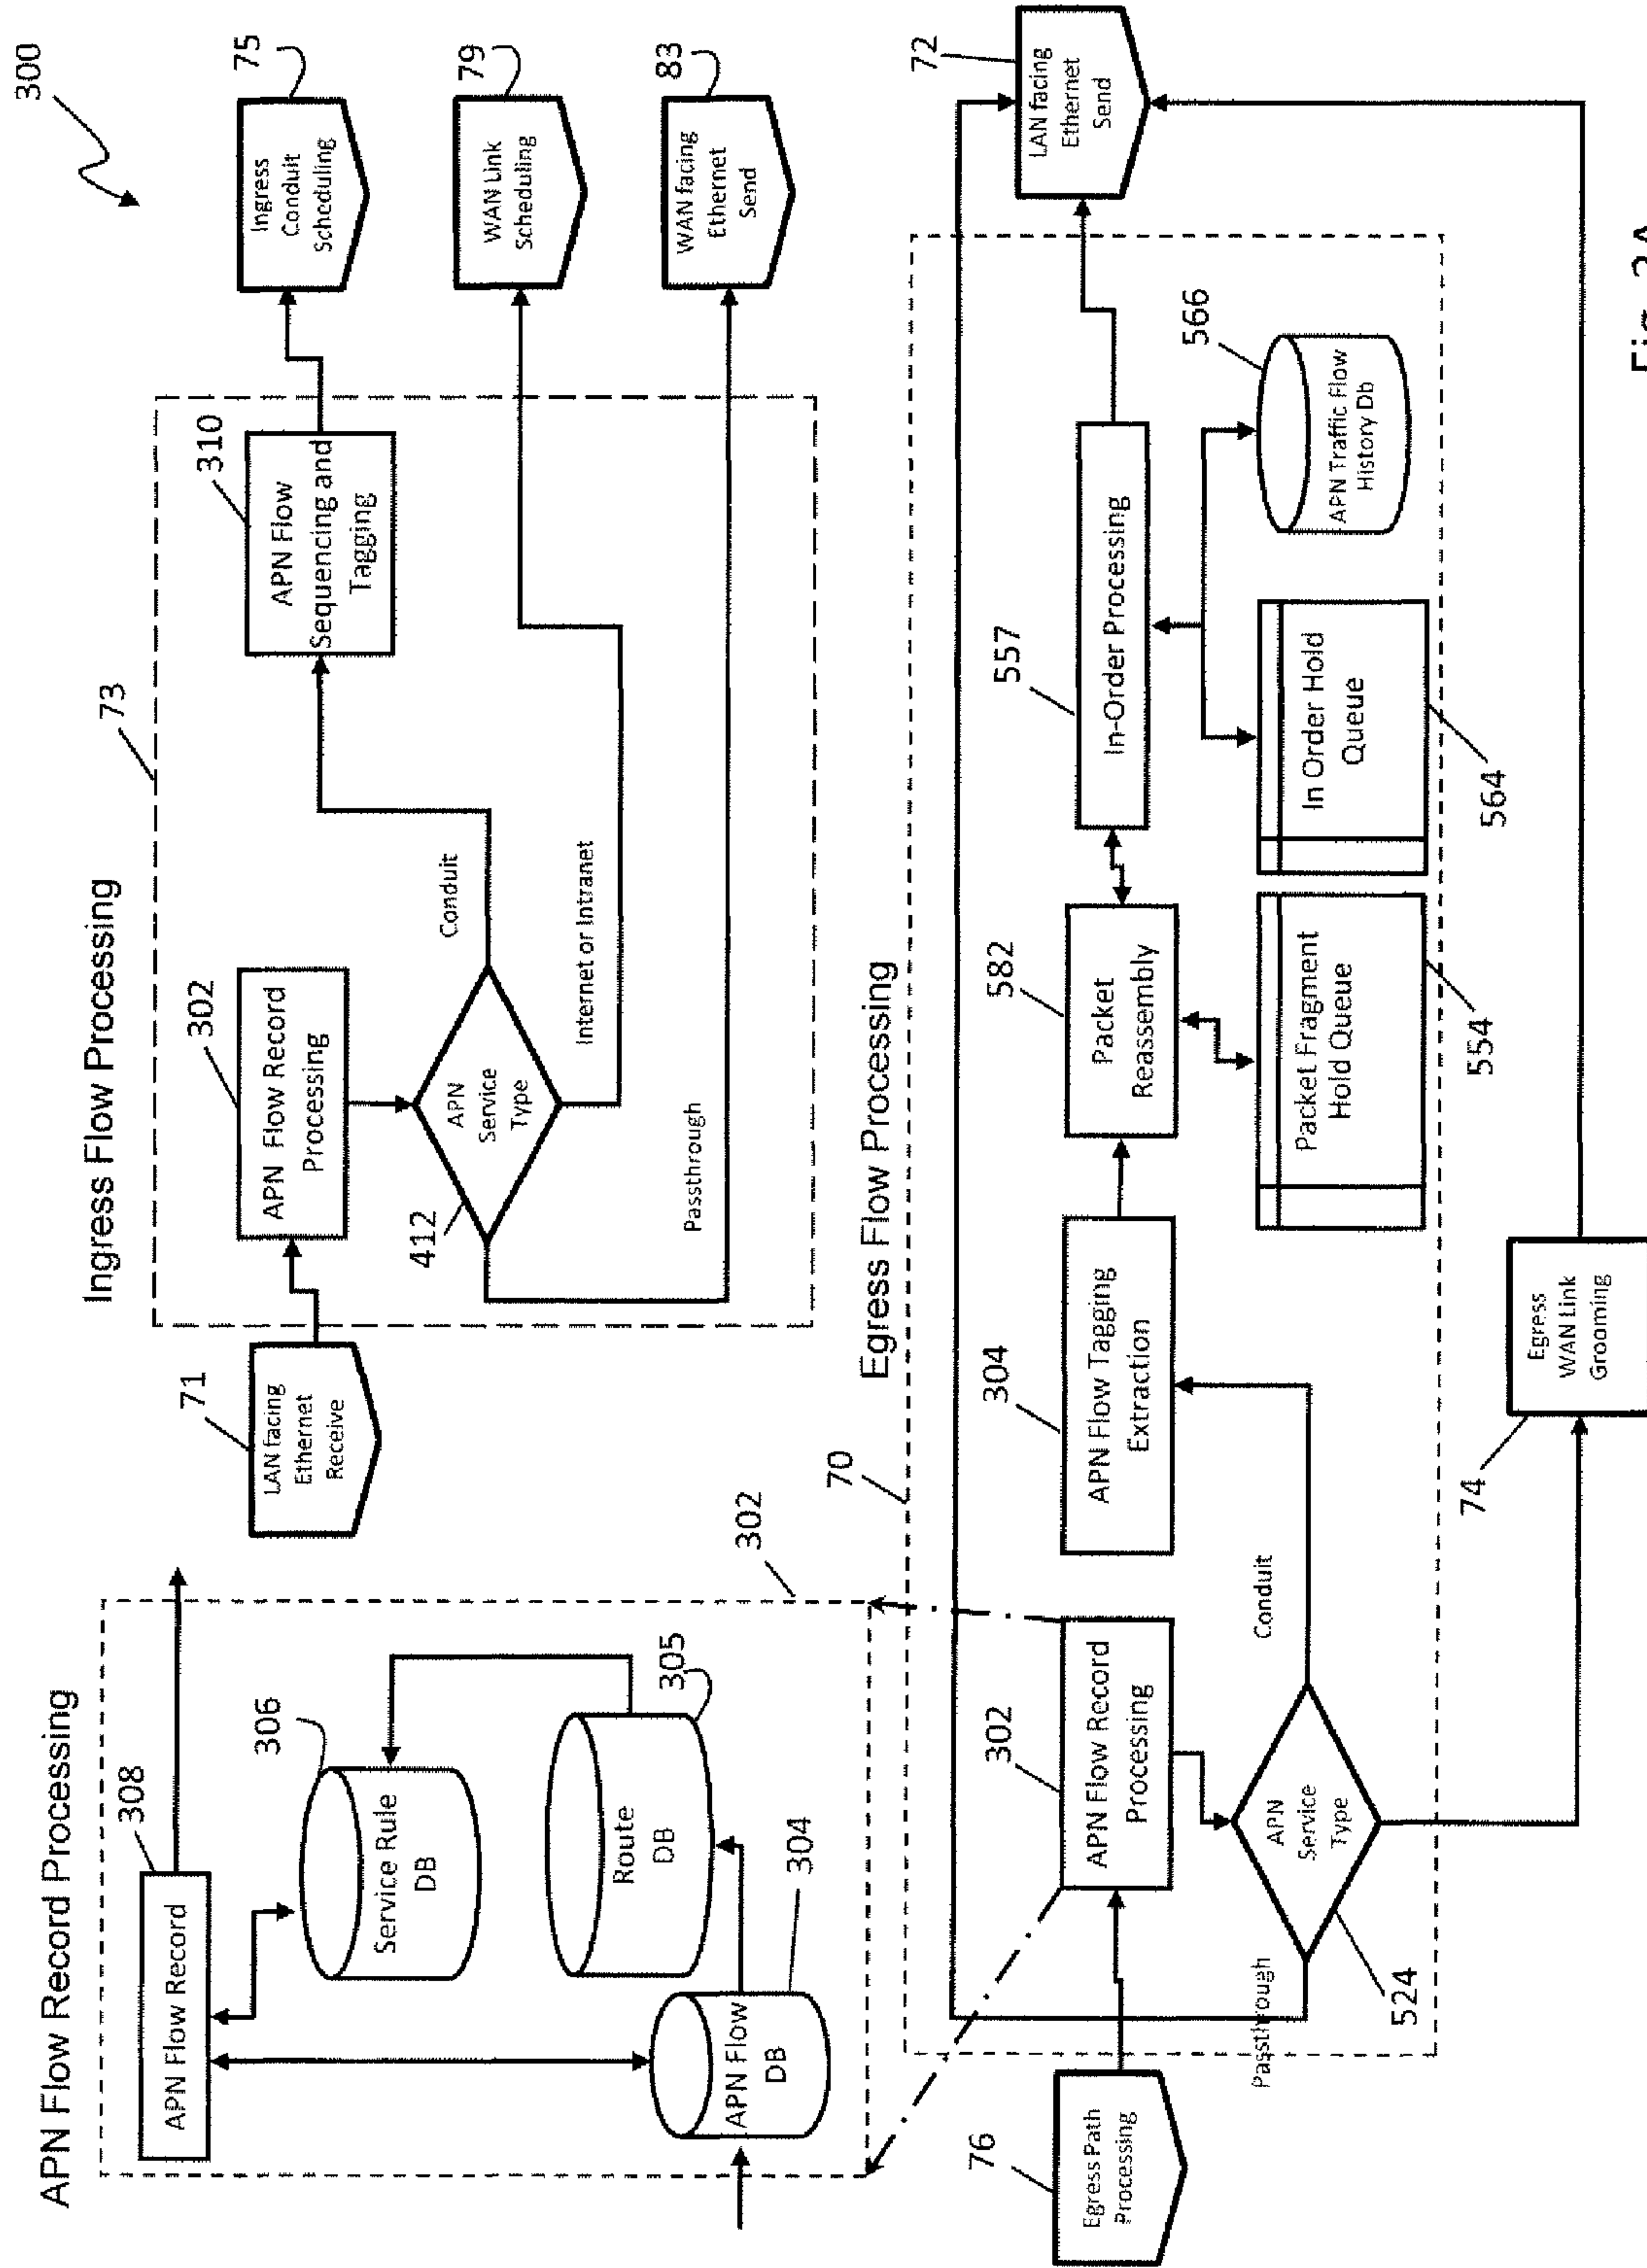 300
APN Flow Record Processing
308
APN Flow Record
306
Service Rule
DB
305
Route
DB
304
APN Flow
DB
302
Ingress Flow Processing
73
71
LAN facing
Ethernet
Receive
302
APN Flow Record
Processing
412
APN
Service
Type
Conduit
Internet or Intranet
Passthrough
310
APN Flow
Sequencing and
Tagging
75
Ingress
Conduit
Scheduling
79
WAN Link
Scheduling
83
WAN facing
Ethernet
Send
Egress Flow Processing
70
76
Egress Path
Processing
302
APN Flow Record
Processing
524
APN
Service
Type
Passthrough
Conduit
304
APN Flow Tagging
Extraction
582
Packet
Reassembly
554
Packet Fragment
Hold Queue
557
In-Order Processing
564
In Order Hold
Queue
566
APN Traffic Flow
History Db
72
LAN facing
Ethernet
Send
74
Egress
WAN Link
Grooming